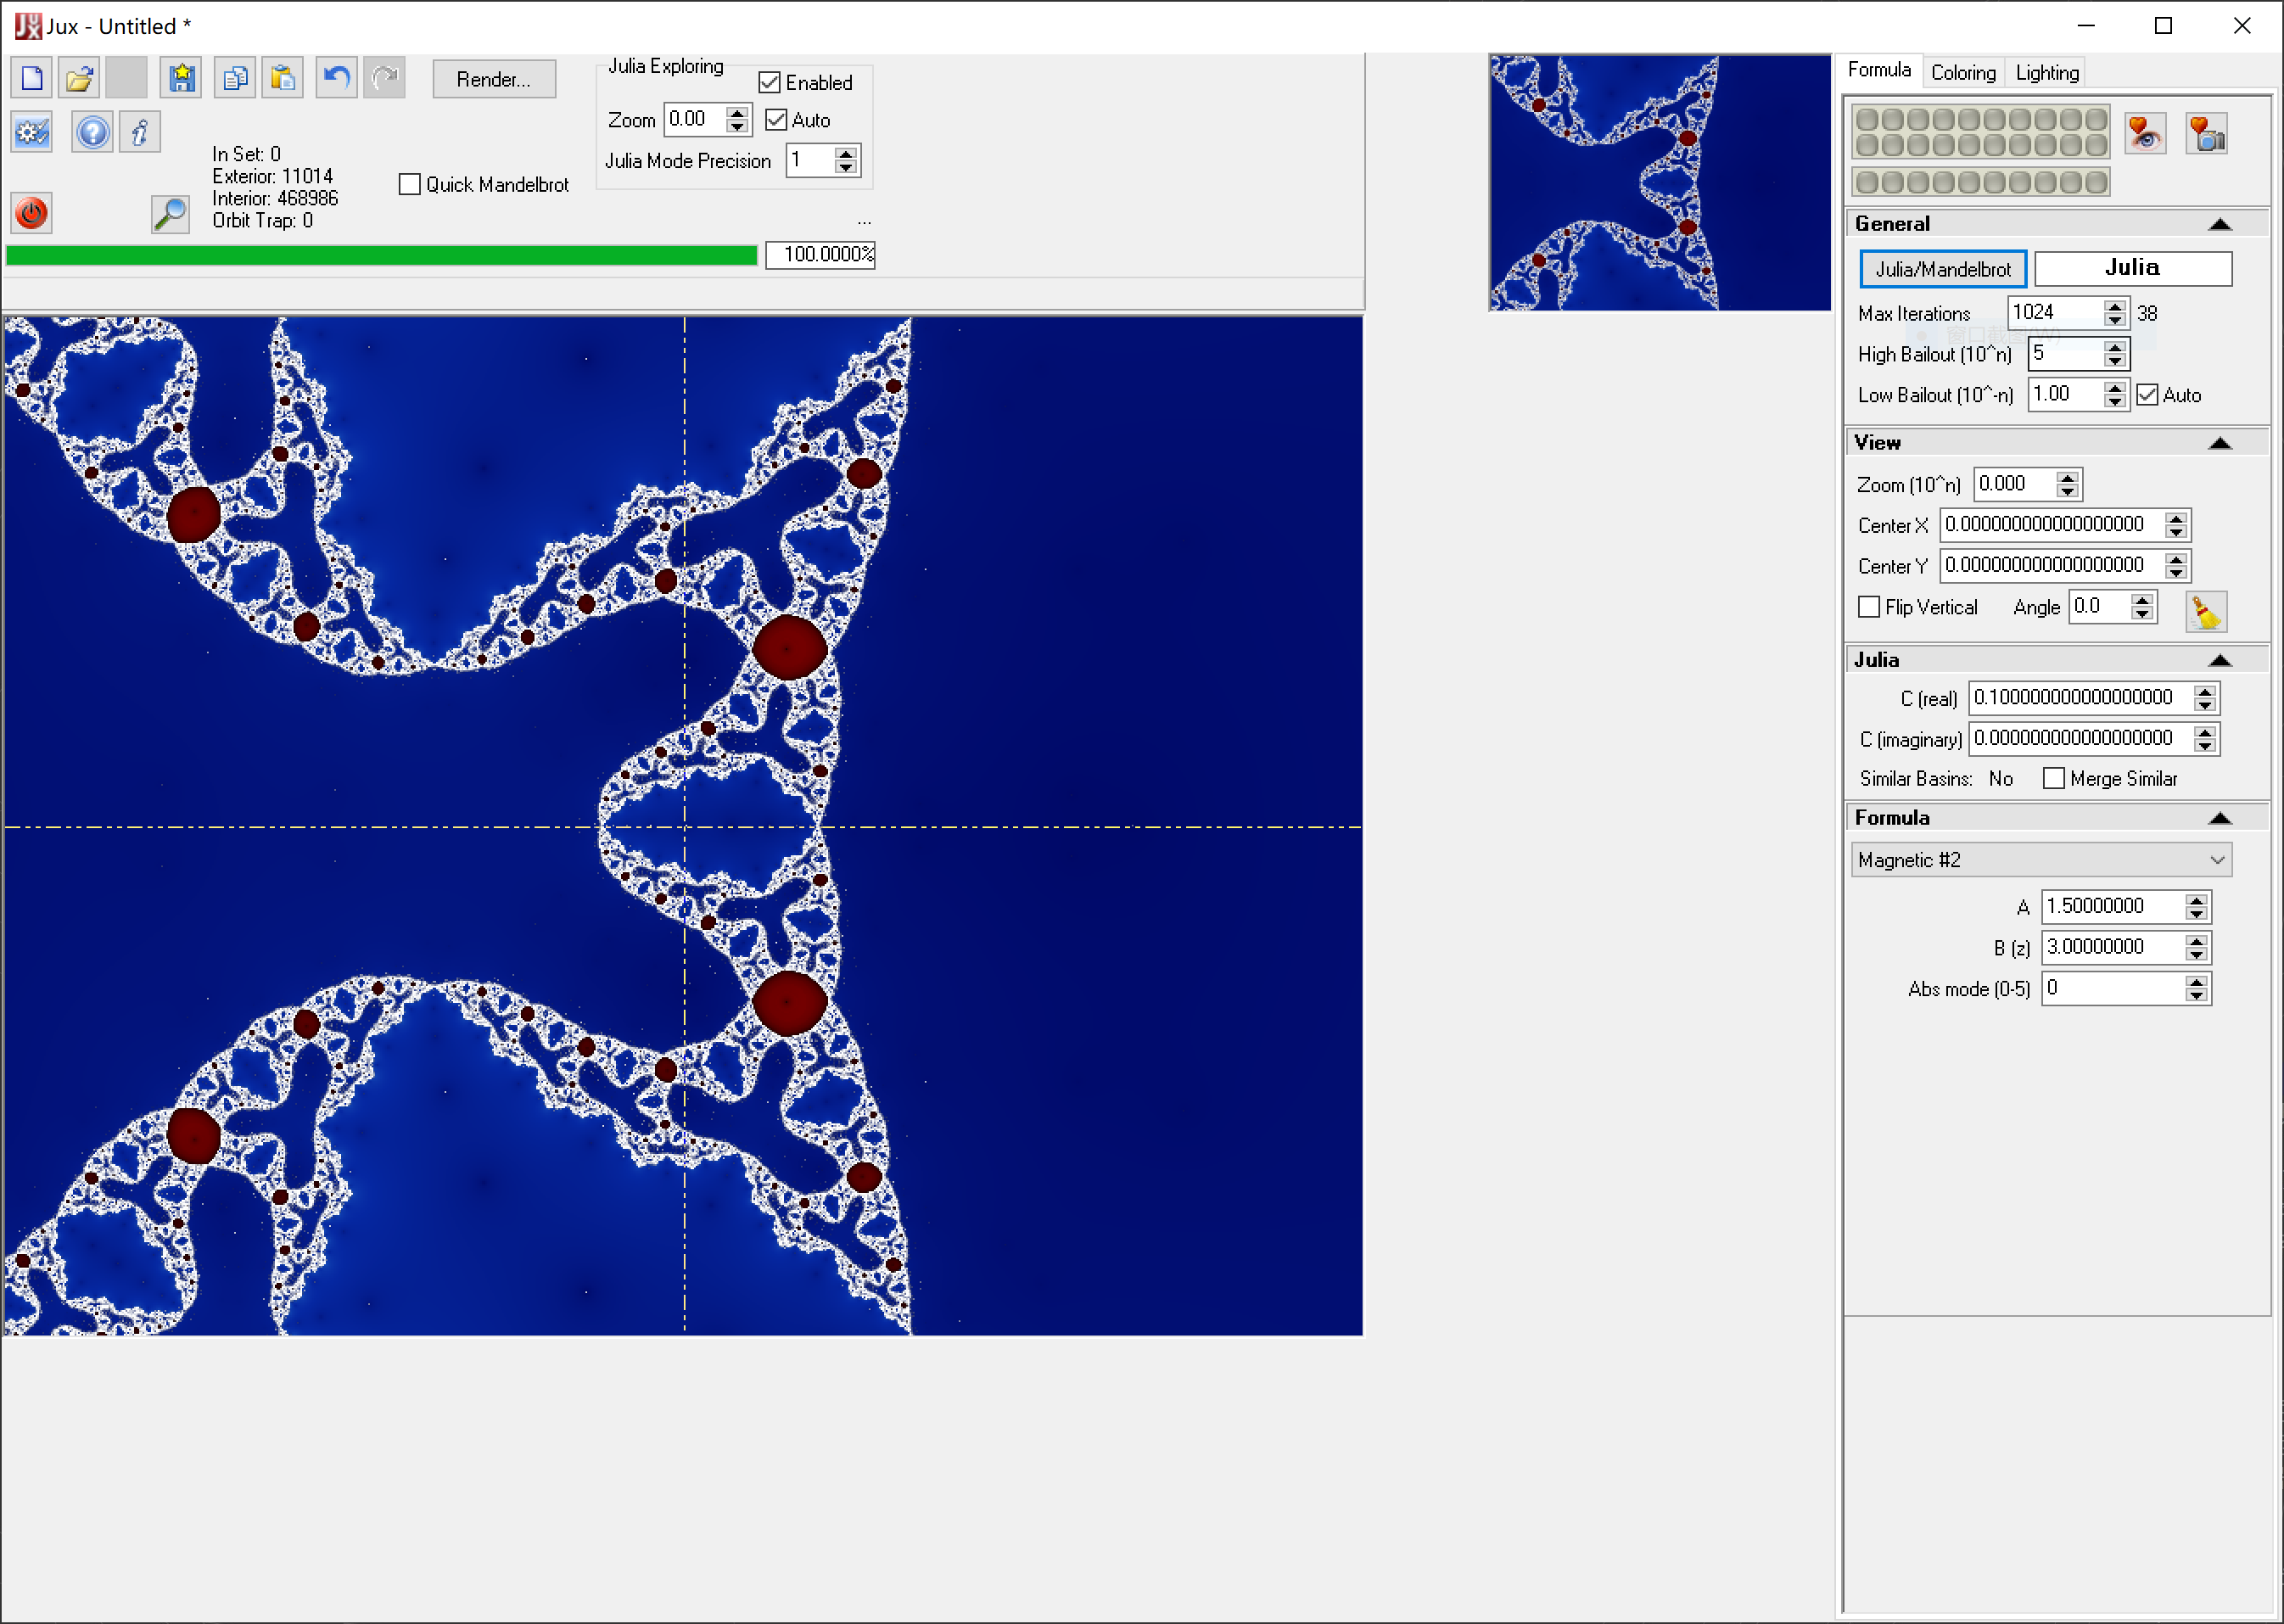 Jux - Untitled *
Render...
Julia Exploring
Enabled
Zoom 0.00 Auto
Julia Mode Precision 1
In Set: 0
Exterior: 11014
Interior: 468986
Orbit Trap: 0
Quick Mandelbrot
...
100.0000%
Formula Coloring Lighting
General
Julia/Mandelbrot Julia
Max Iterations 1024 38
窗口截图(W)
High Bailout (10^n) 5
Low Bailout (10^-n) 1.00 Auto
View
Zoom (10^n) 0.000
Center X 0.000000000000000000
Center Y 0.000000000000000000
Flip Vertical Angle 0.0
Julia
C (real) 0.100000000000000000
C (imaginary) 0.000000000000000000
Similar Basins: No Merge Similar
Formula
Magnetic #2
A 1.50000000
B (z) 3.00000000
Abs mode (0-5) 0